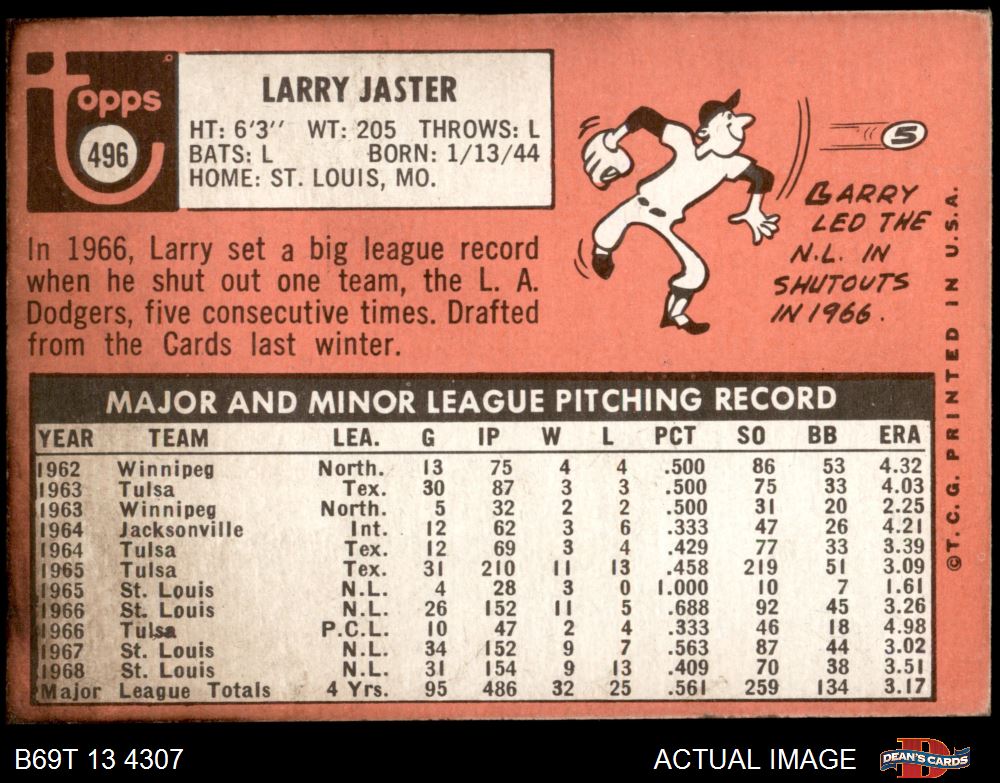 Topps
496
LARRY JASTER
HT: 6'3" WT: 205 THROWS: L
BATS: L BORN: 1/13/44
HOME: ST. LOUIS, MO.
In 1966, Larry set a big league record
when he shut out one team, the L. A.
Dodgers, five consecutive times. Drafted
from the Cards last winter.
5
LARRY
LED THE
N.L. IN
SHUTOUTS
IN 1966.
MAJOR AND MINOR LEAGUE PITCHING RECORD
YEAR TEAM LEA. G IP W L PCT SO BB ERA
1962 Winnipeg North. 13 75 4 4 .500 86 53 4.32
1963 Tulsa Tex. 30 87 3 3 .500 75 33 4.03
1963 Winnipeg North. 5 32 2 2 .500 31 20 2.25
1964 Jacksonville Int. 12 62 3 6 .333 47 26 4.21
1964 Tulsa Tex. 12 69 3 4 .429 77 33 3.39
1965 Tulsa Tex. 31 210 11 13 .458 219 51 3.09
1965 St. Louis N.L. 4 28 3 0 1.000 10 7 1.61
1966 St. Louis N.L. 26 152 11 5 .688 92 45 3.26
1966 Tulsa P.C.L. 10 47 2 4 .333 46 18 4.98
1967 St. Louis N.L. 34 152 9 7 .563 87 44 3.02
1968 St. Louis N.L. 31 154 9 13 .409 70 38 3.51
Major League Totals 4 Yrs. 95 486 32 25 .561 259 134 3.17
© T.C.G. PRINTED IN U.S.A.
B69T 13 4307
ACTUAL IMAGE
DEAN'S CARDS